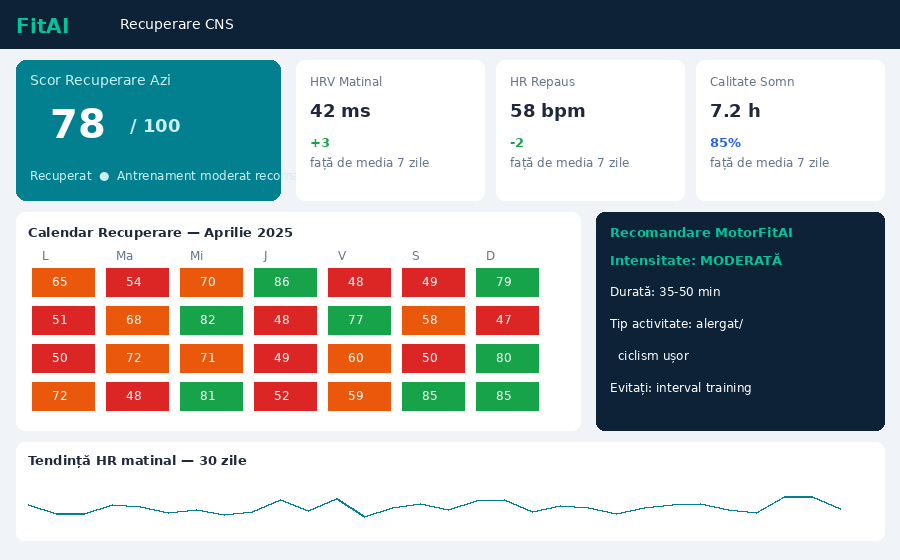 FitAI
Recuperare CNS
Scor Recuperare Azi
78 / 100
Recuperat ● Antrenament moderat recoma
HRV Matinal
42 ms
+3
față de media 7 zile
HR Repaus
58 bpm
-2
față de media 7 zile
Calitate Somn
7.2 h
85%
față de media 7 zile
Calendar Recuperare — Aprilie 2025
L Ma Mi J V S D
65 54 70 86 48 49 79
51 68 82 48 77 58 47
50 72 71 49 60 50 80
72 48 81 52 59 85 85
Recomandare MotorFitAI
Intensitate: MODERATĂ
Durată: 35-50 min
Tip activitate: alergat/
ciclism ușor
Evitați: interval training
Tendință HR matinal — 30 zile